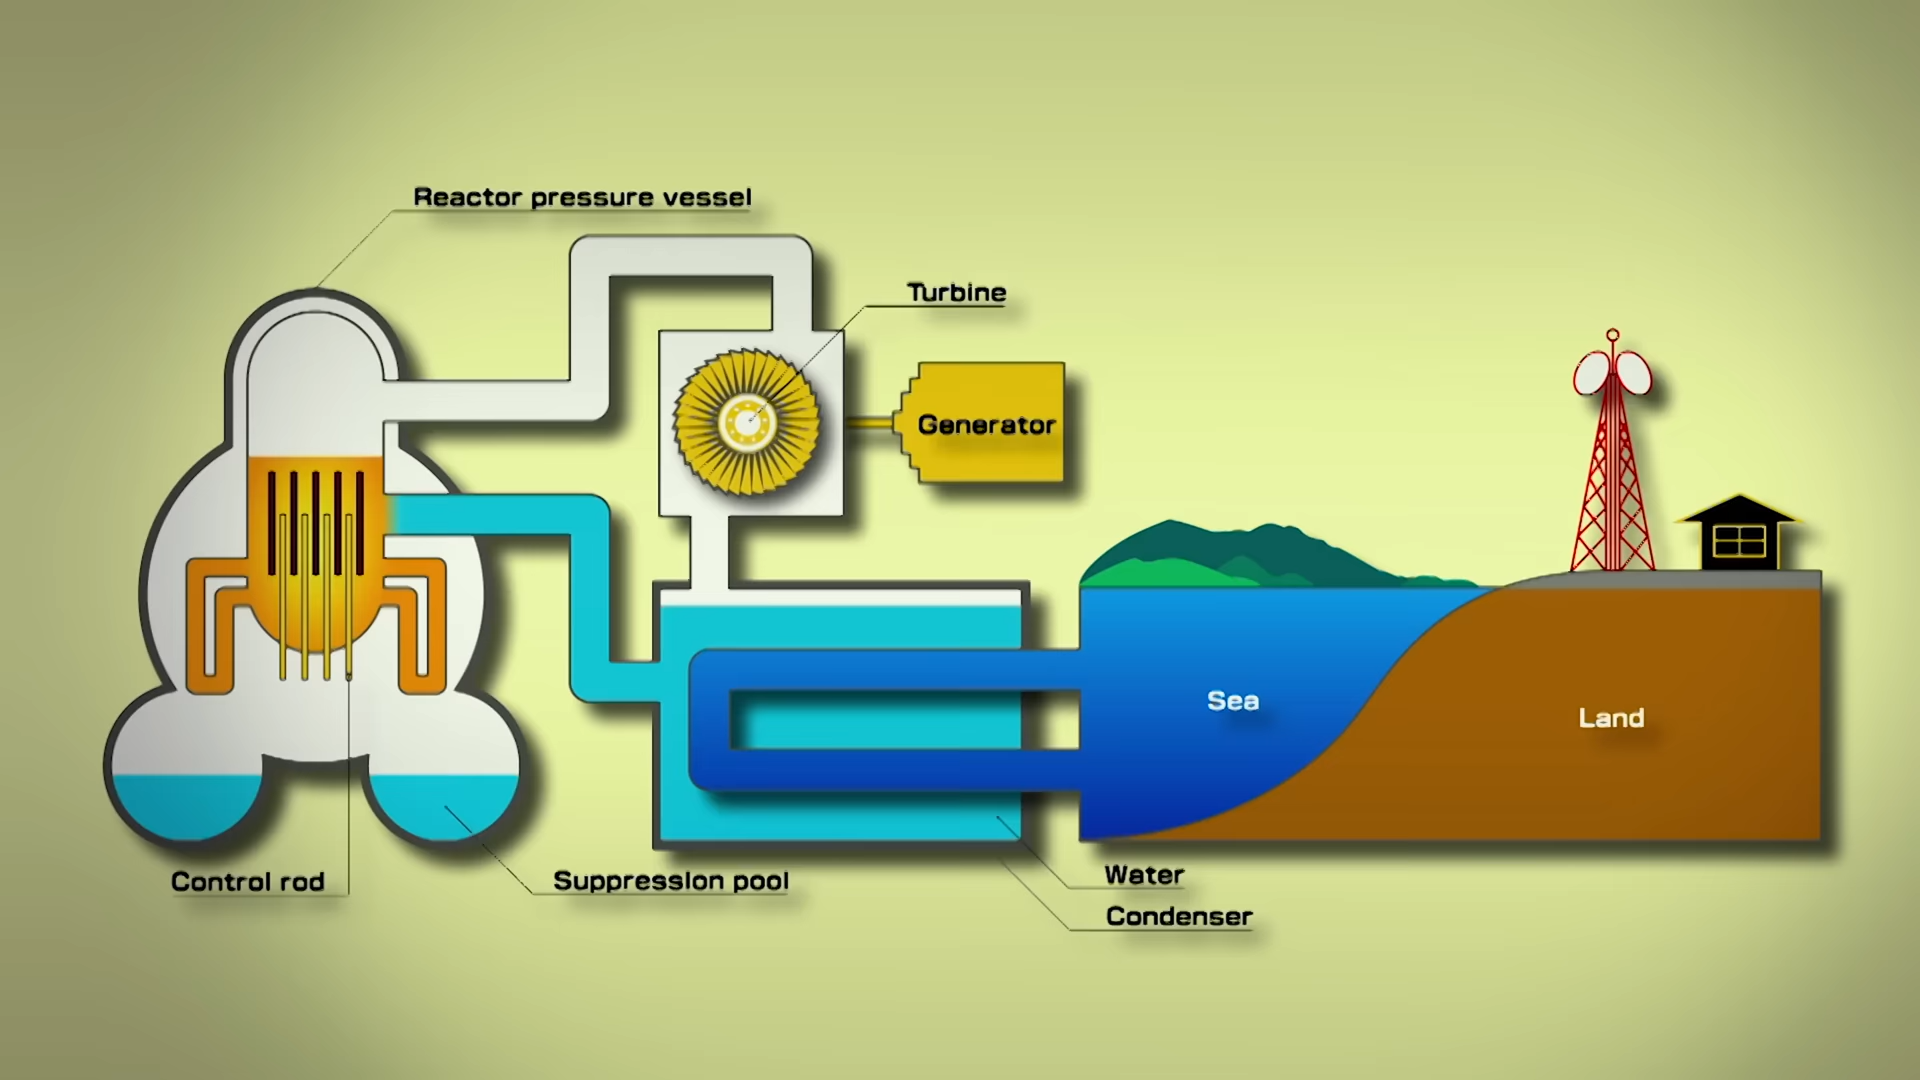 Reactor pressure vessel
Turbine
Generator
Sea
Land
Control rod
Suppression pool
Water
Condenser